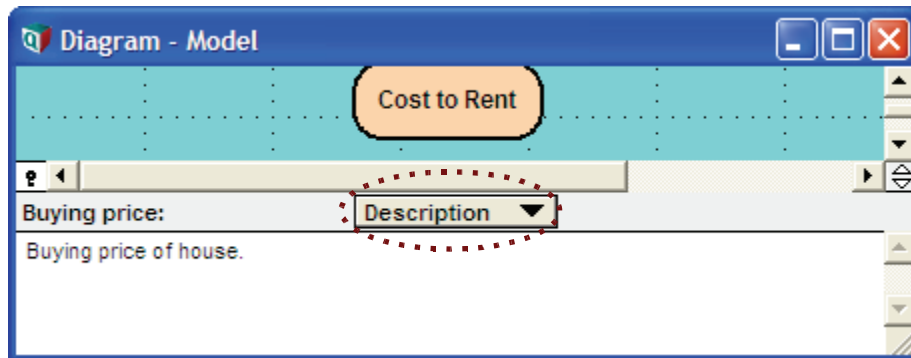 Diagram - Model
Cost to Rent
Buying price: Description
Buying price of house.